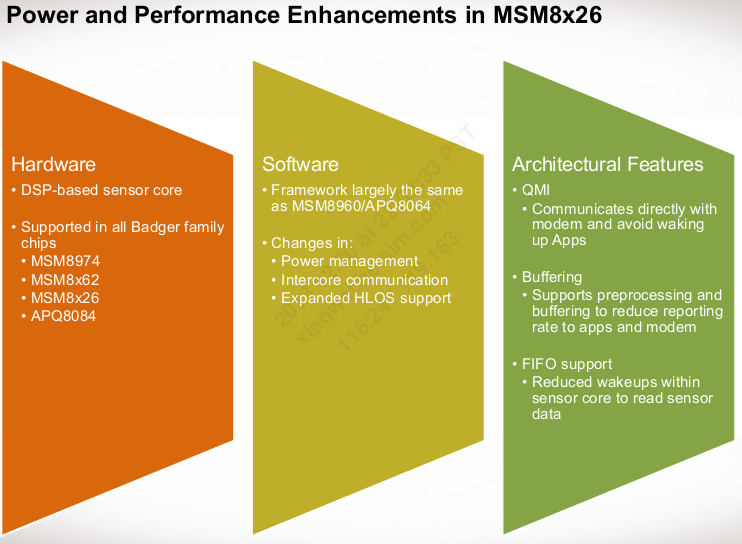 Power and Performance Enhancements in MSM8x26
Hardware
• DSP-based sensor core
• Supported in all Badger family
chips
• MSM8974
• MSM8x62
• MSM8x26
• APQ8084
Software
• Framework largely the same
as MSM8960/APQ8064
• Changes in:
• Power management
• Intercore communication
• Expanded HLOS support
Architectural Features
• QMI
• Communicates directly with
modem and avoid waking
up Apps
• Buffering
• Supports preprocessing and
buffering to reduce reporting
rate to apps and modem
• FIFO support
• Reduced wakeups within
sensor core to read sensor
data